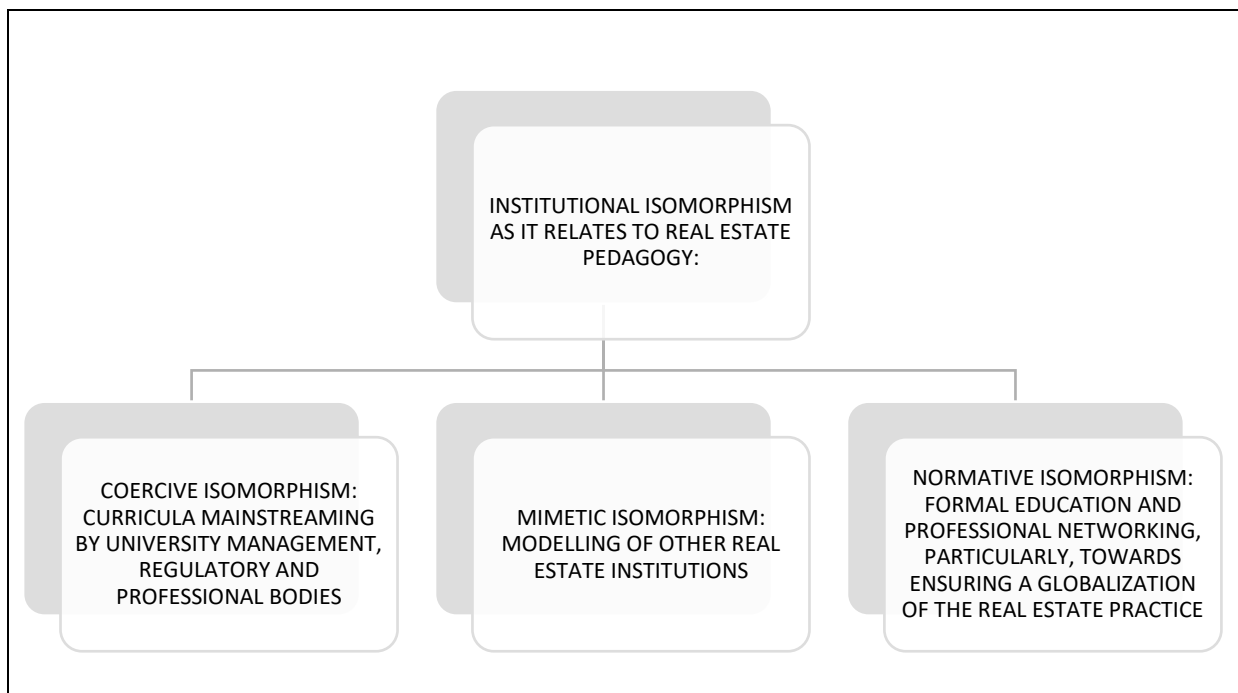 INSTITUTIONAL ISOMORPHISM
AS IT RELATES TO REAL ESTATE
PEDAGOGY:
COERCIVE ISOMORPHISM:
CURRICULA MAINSTREAMING
BY UNIVERSITY MANAGEMENT,
REGULATORY AND
PROFESSIONAL BODIES
MIMETIC ISOMORPHISM:
MODELLING OF OTHER REAL
ESTATE INSTITUTIONS
NORMATIVE ISOMORPHISM:
FORMAL EDUCATION AND
PROFESSIONAL NETWORKING,
PARTICULARLY, TOWARDS
ENSURING A GLOBALIZATION
OF THE REAL ESTATE PRACTICE